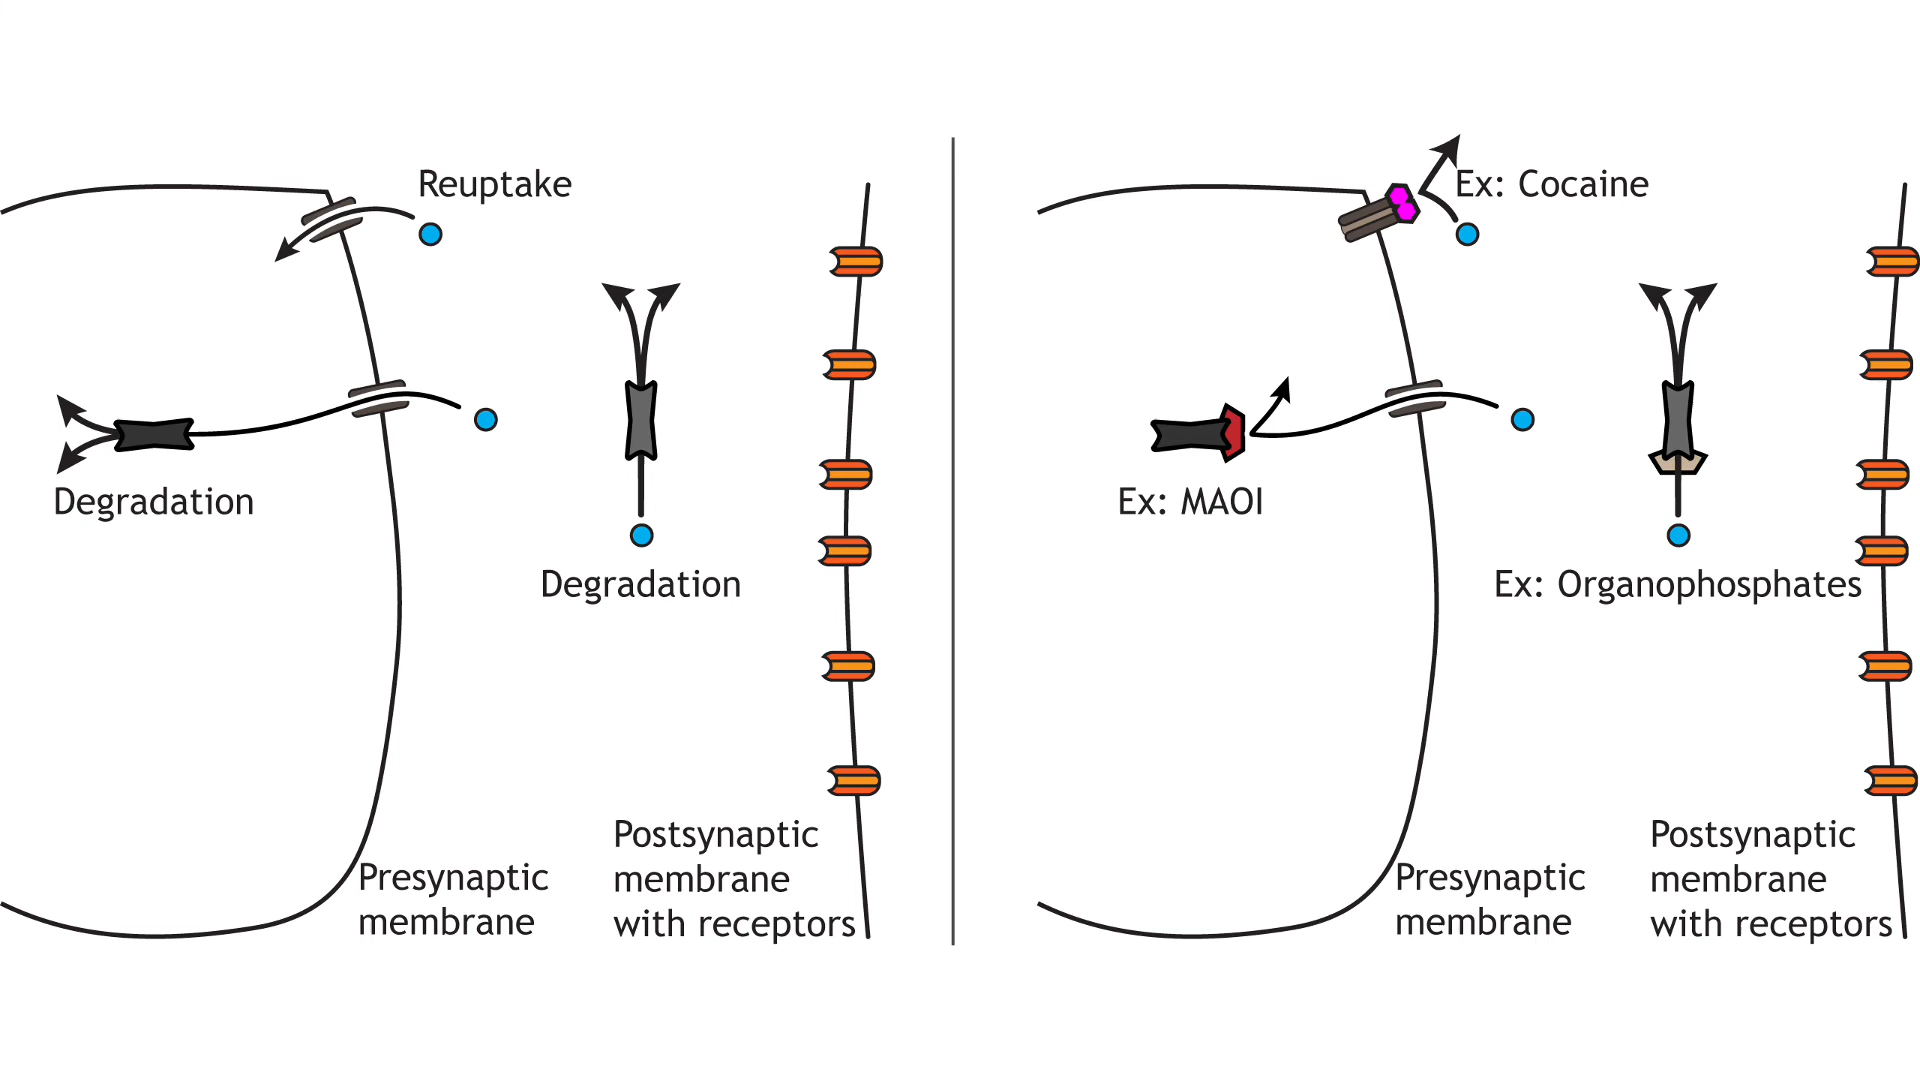 Reuptake
Degradation
Degradation
Presynaptic
membrane
Postsynaptic
membrane
with receptors
Ex: Cocaine
Ex: MAOI
Ex: Organophosphates
Presynaptic
membrane
Postsynaptic
membrane
with receptors